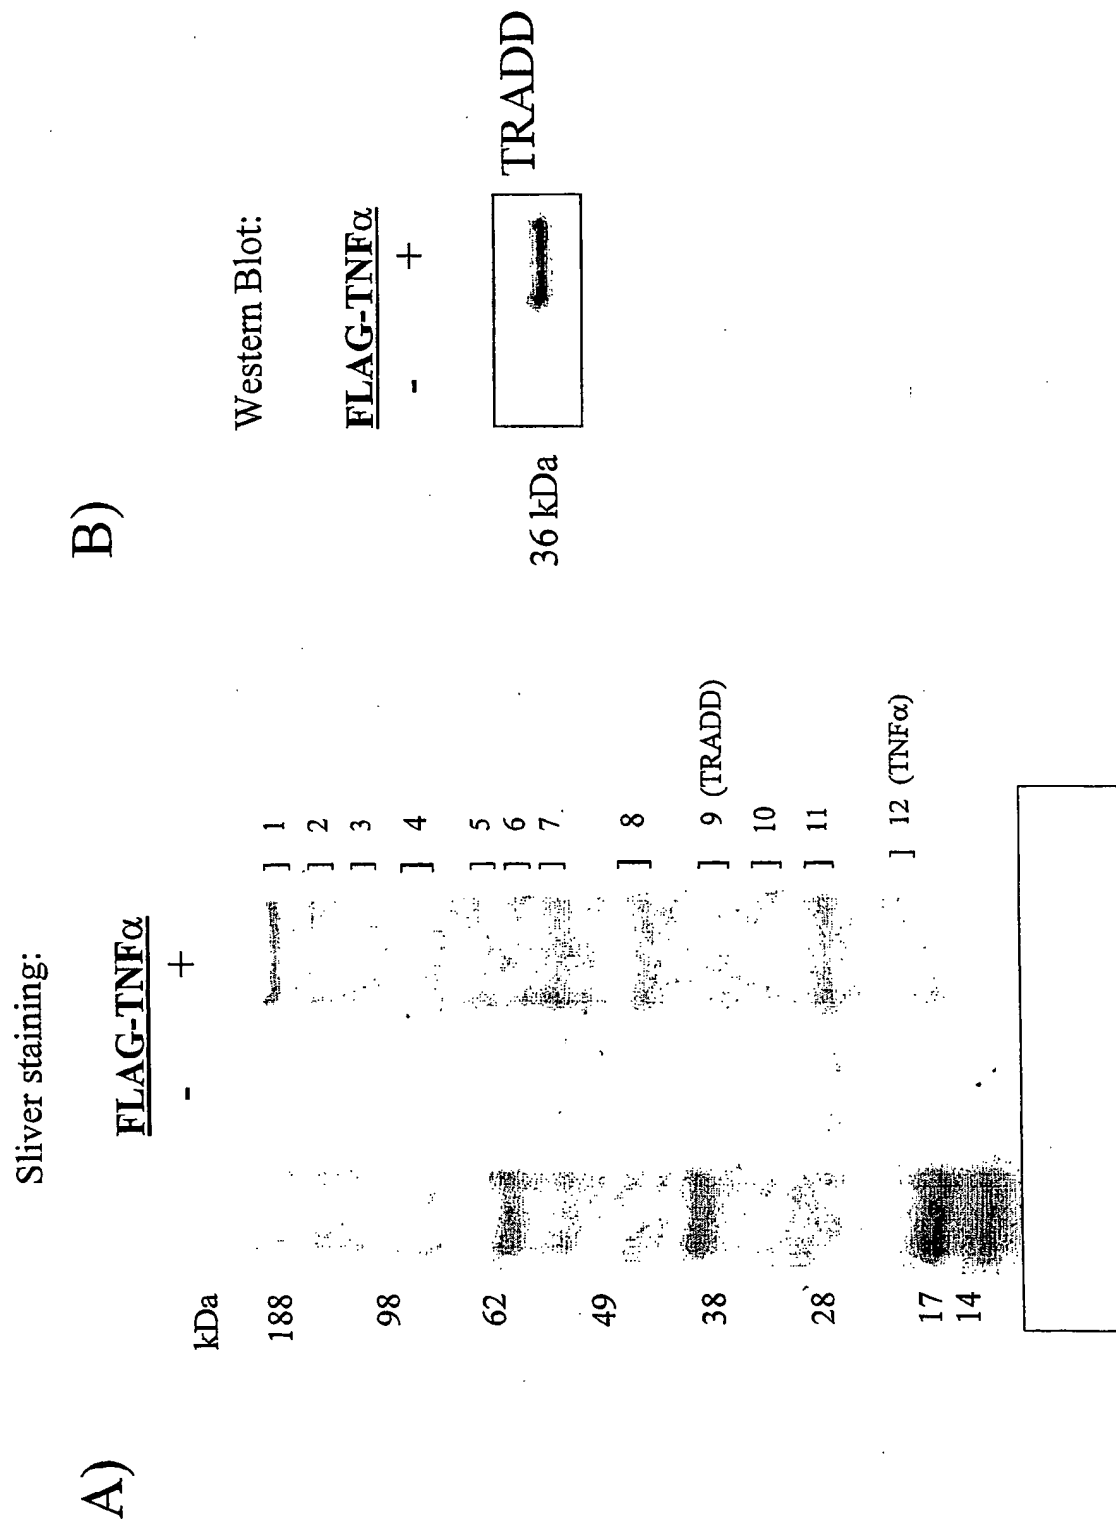 A)
Sliver staining:
FLAG-TNFα
- +
kDa
188
98
62
49
38
28
17
14
] 1
] 2
] 3
] 4
] 5
] 6
] 7
] 8
] 9 (TRADD)
] 10
] 11
] 12 (TNFα)
B)
Western Blot:
FLAG-TNFα
- +
36 kDa
TRADD